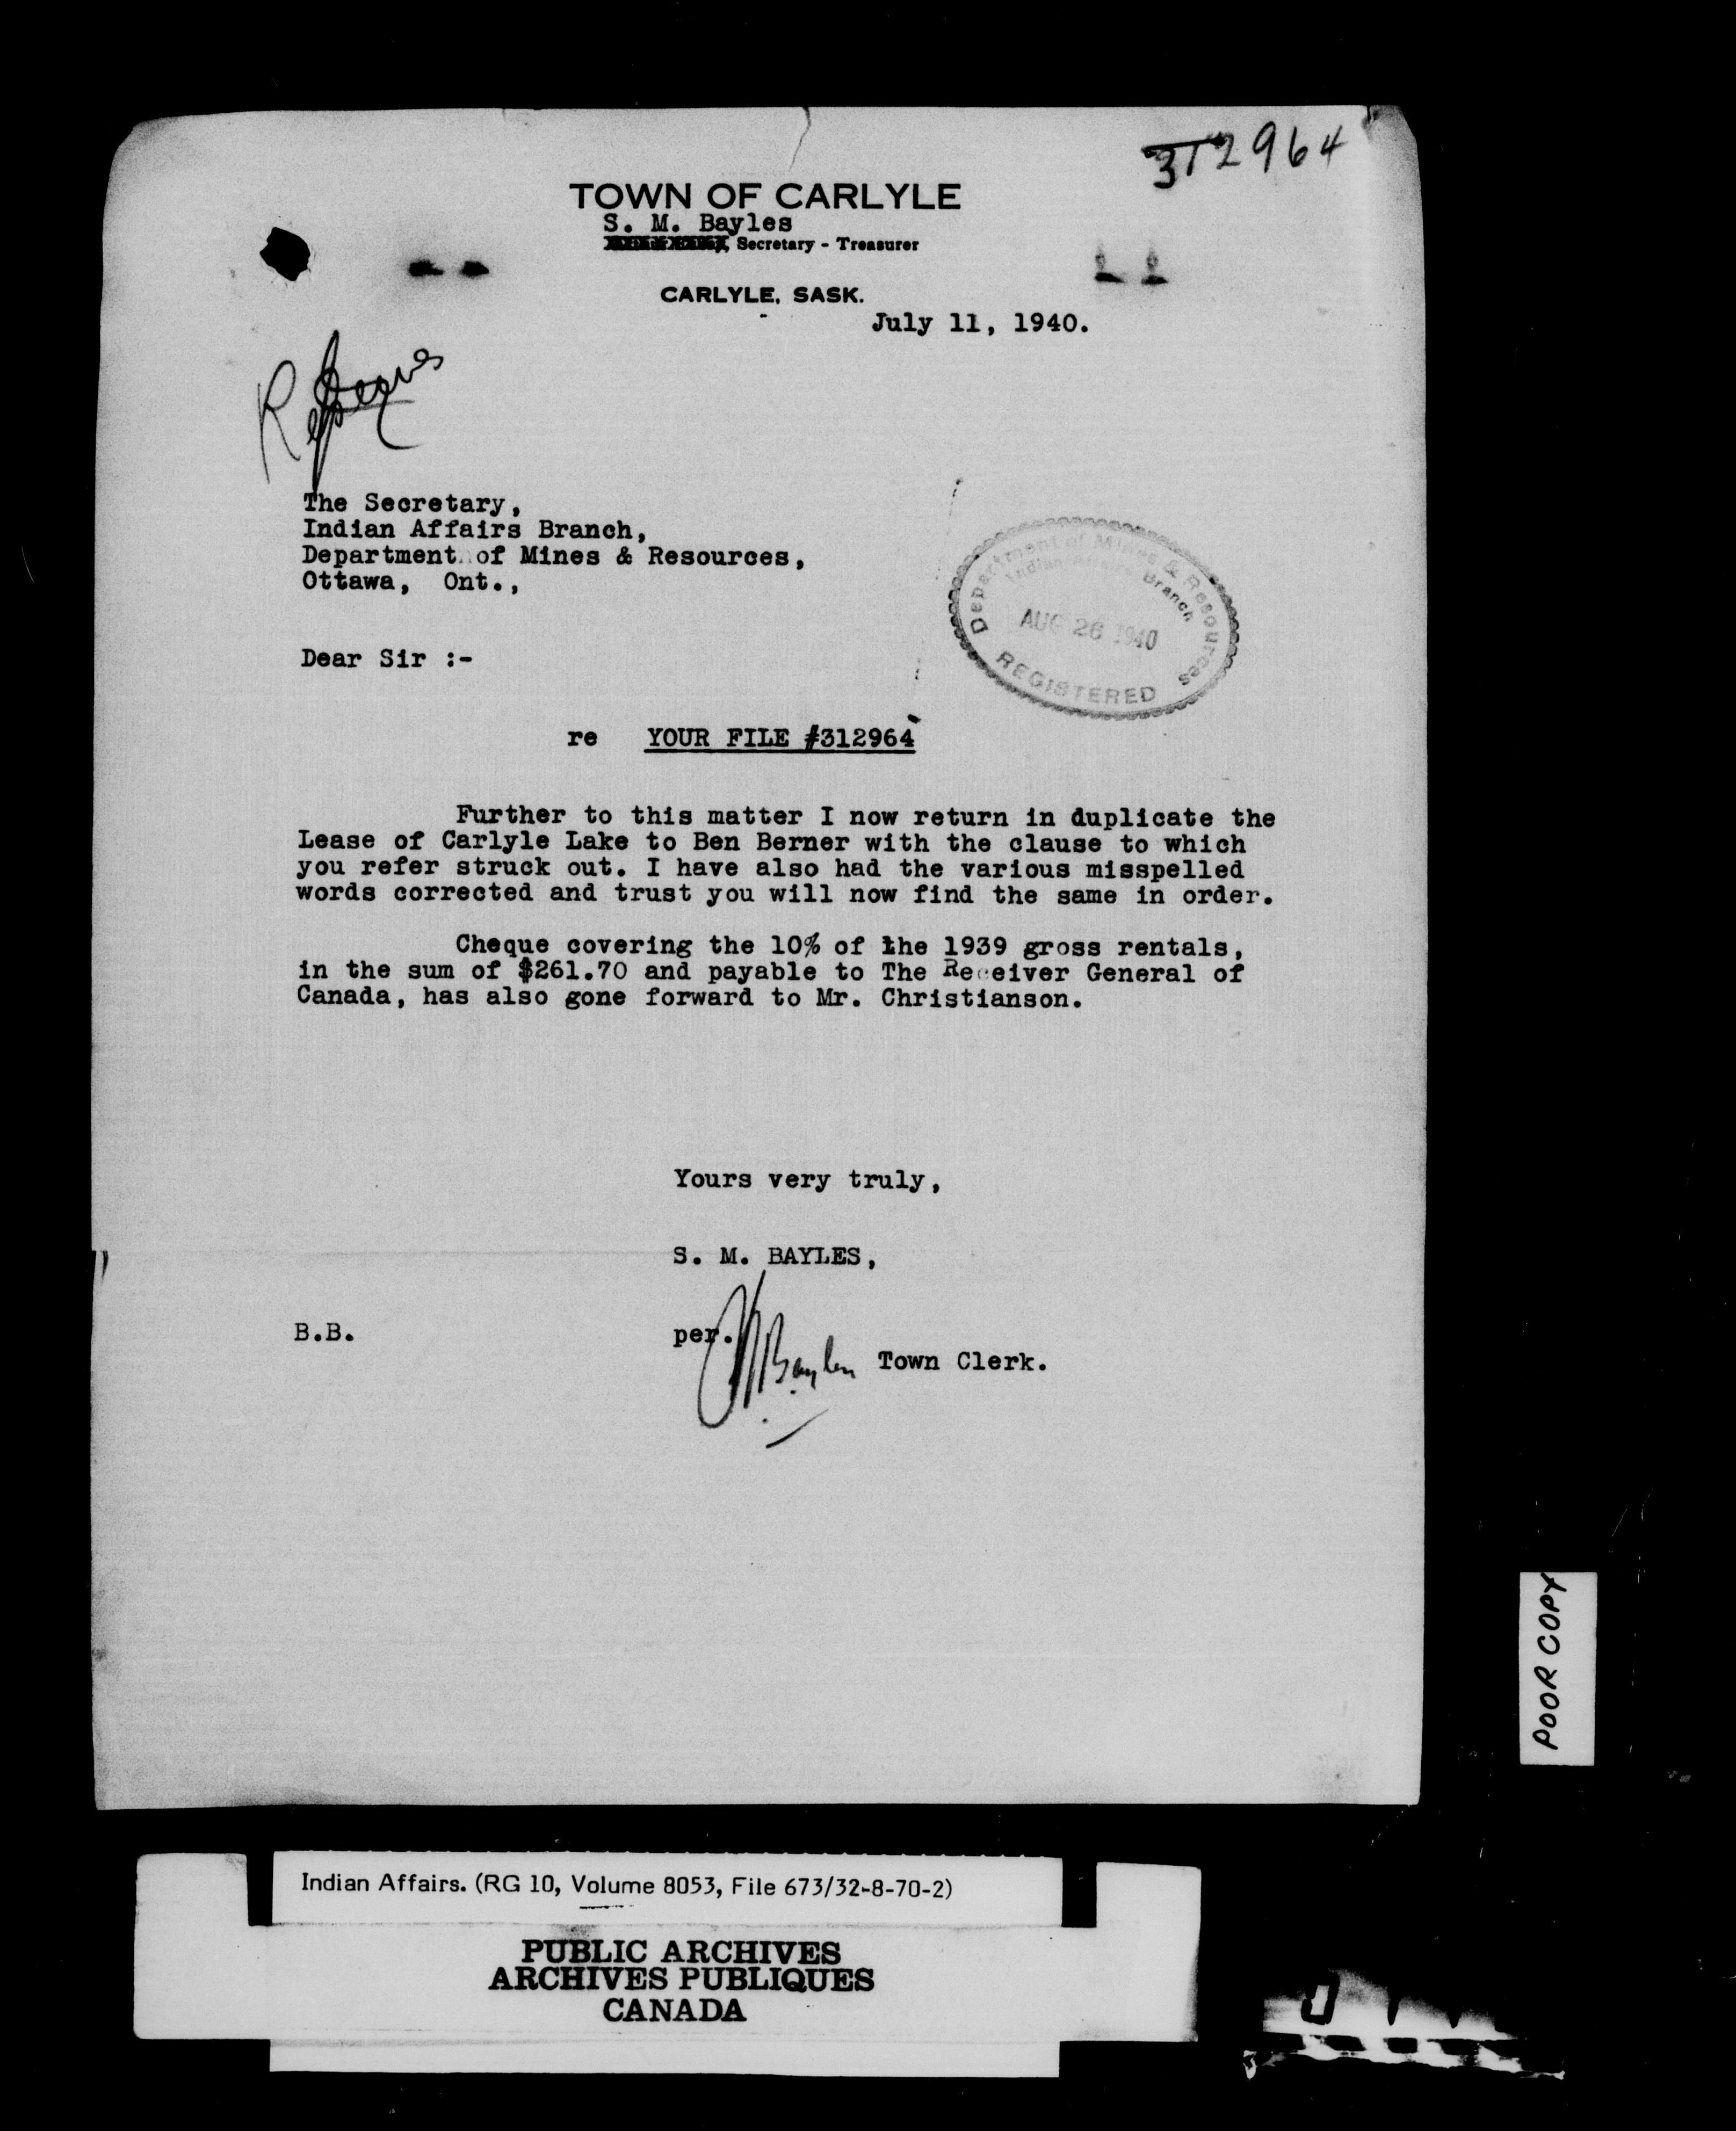 312964
TOWN OF CARLYLE
S. M. Bayles
Secretary - Treasurer
CARLYLE, SASK.
July 11, 1940.
The Secretary,
Indian Affairs Branch,
Department of Mines & Resources,
Ottawa, Ont.,
Department of Mines & Resources
Indian Affairs Branch
AUG 26 1940
REGISTERED
Dear Sir :-
re YOUR FILE #312964
Further to this matter I now return in duplicate the
Lease of Carlyle Lake to Ben Berner with the clause to which
you refer struck out. I have also had the various misspelled
words corrected and trust you will now find the same in order.
Cheque covering the 10% of the 1939 gross rentals,
in the sum of $261.70 and payable to The Receiver General of
Canada, has also gone forward to Mr. Christianson.
Yours very truly,
S. M. BAYLES,
B.B.
per.
Bayles Town Clerk.
POOR COPY
Indian Affairs. (RG 10, Volume 8053, File 673/32-8-70-2)
PUBLIC ARCHIVES
ARCHIVES PUBLIQUES
CANADA